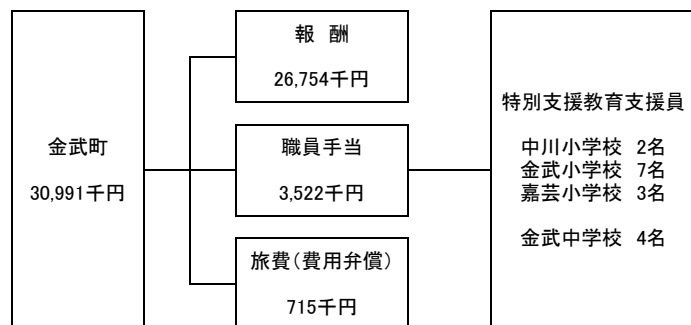 金武町
30,991千円
報 酬
26,754千円
職員手当
3,522千円
旅費(費用弁償)
715千円
特別支援教育支援員
中川小学校 2名
金武小学校 7名
嘉芸小学校 3名
金武中学校 4名